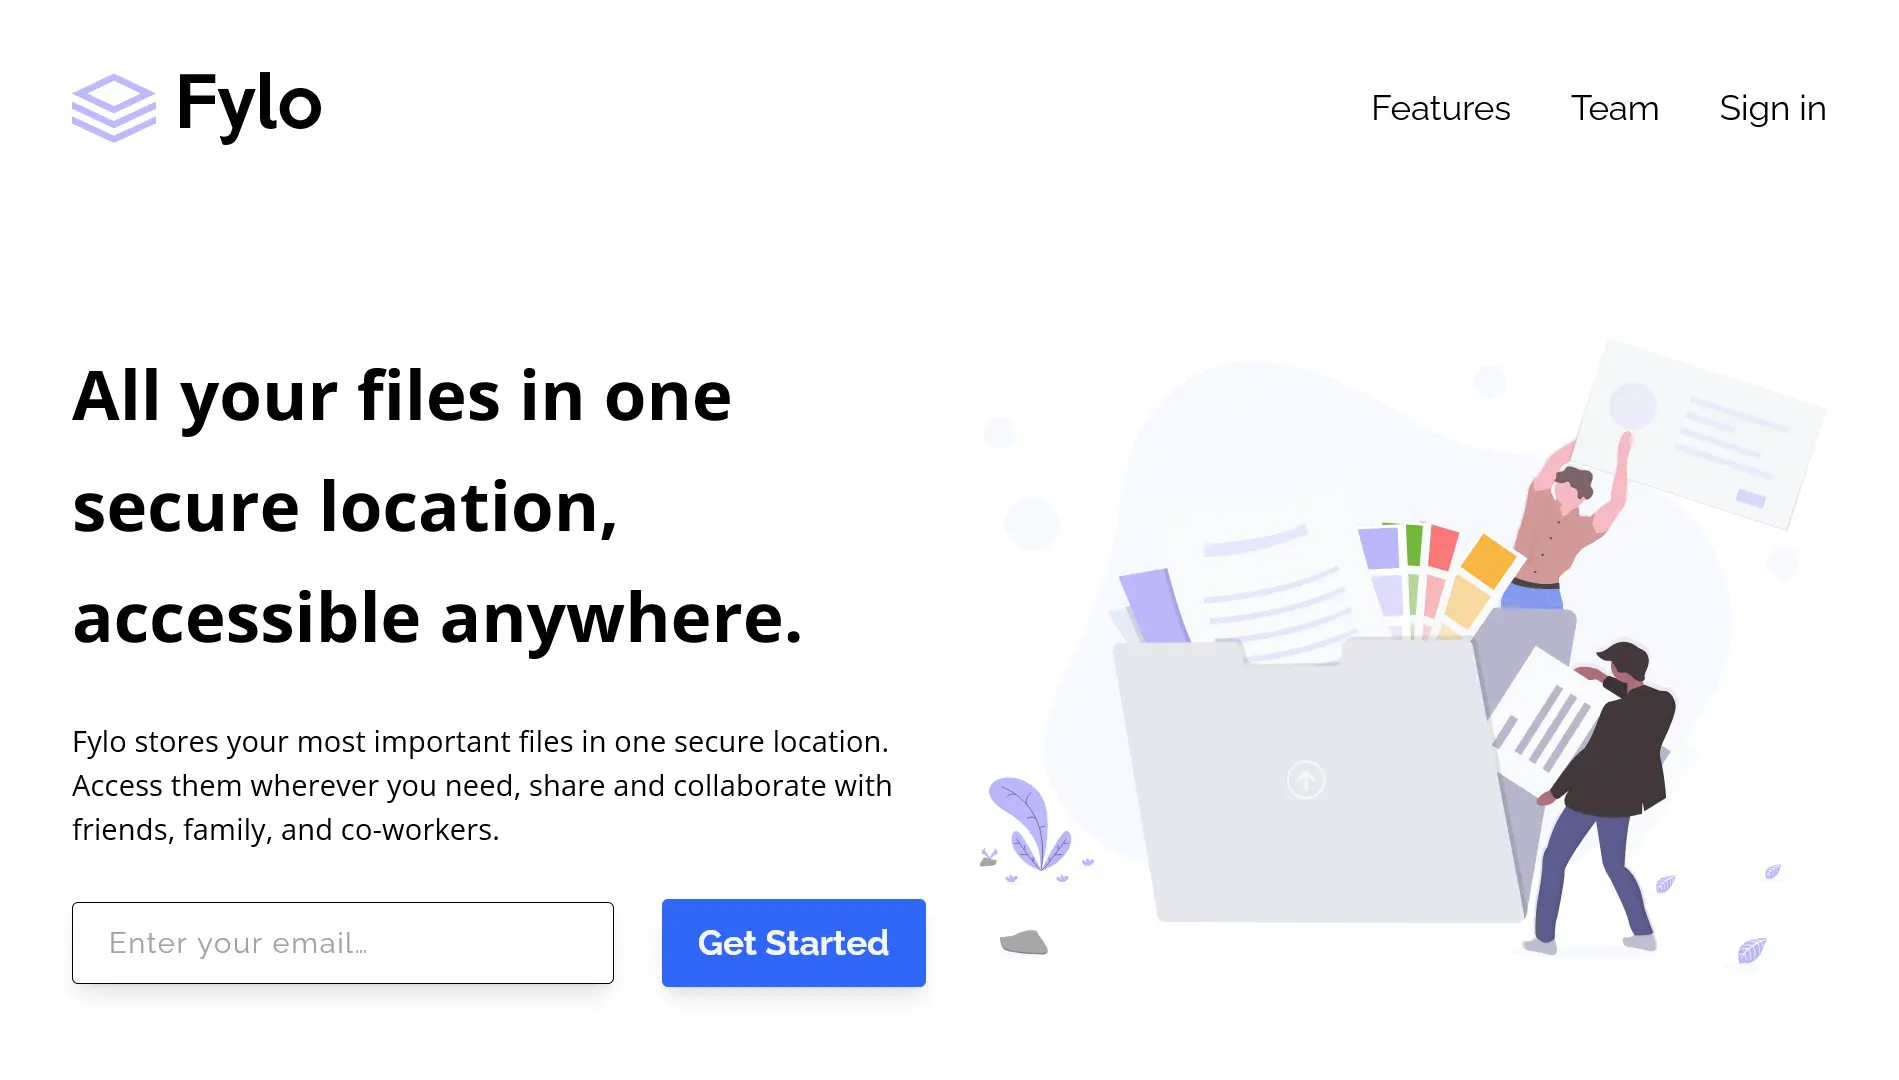 Fylo
Features
Team
Sign in
All your files in one
secure location,
accessible anywhere.
Fylo stores your most important files in one secure location.
Access them wherever you need, share and collaborate with
friends, family, and co-workers.
Enter your email…
Get Started